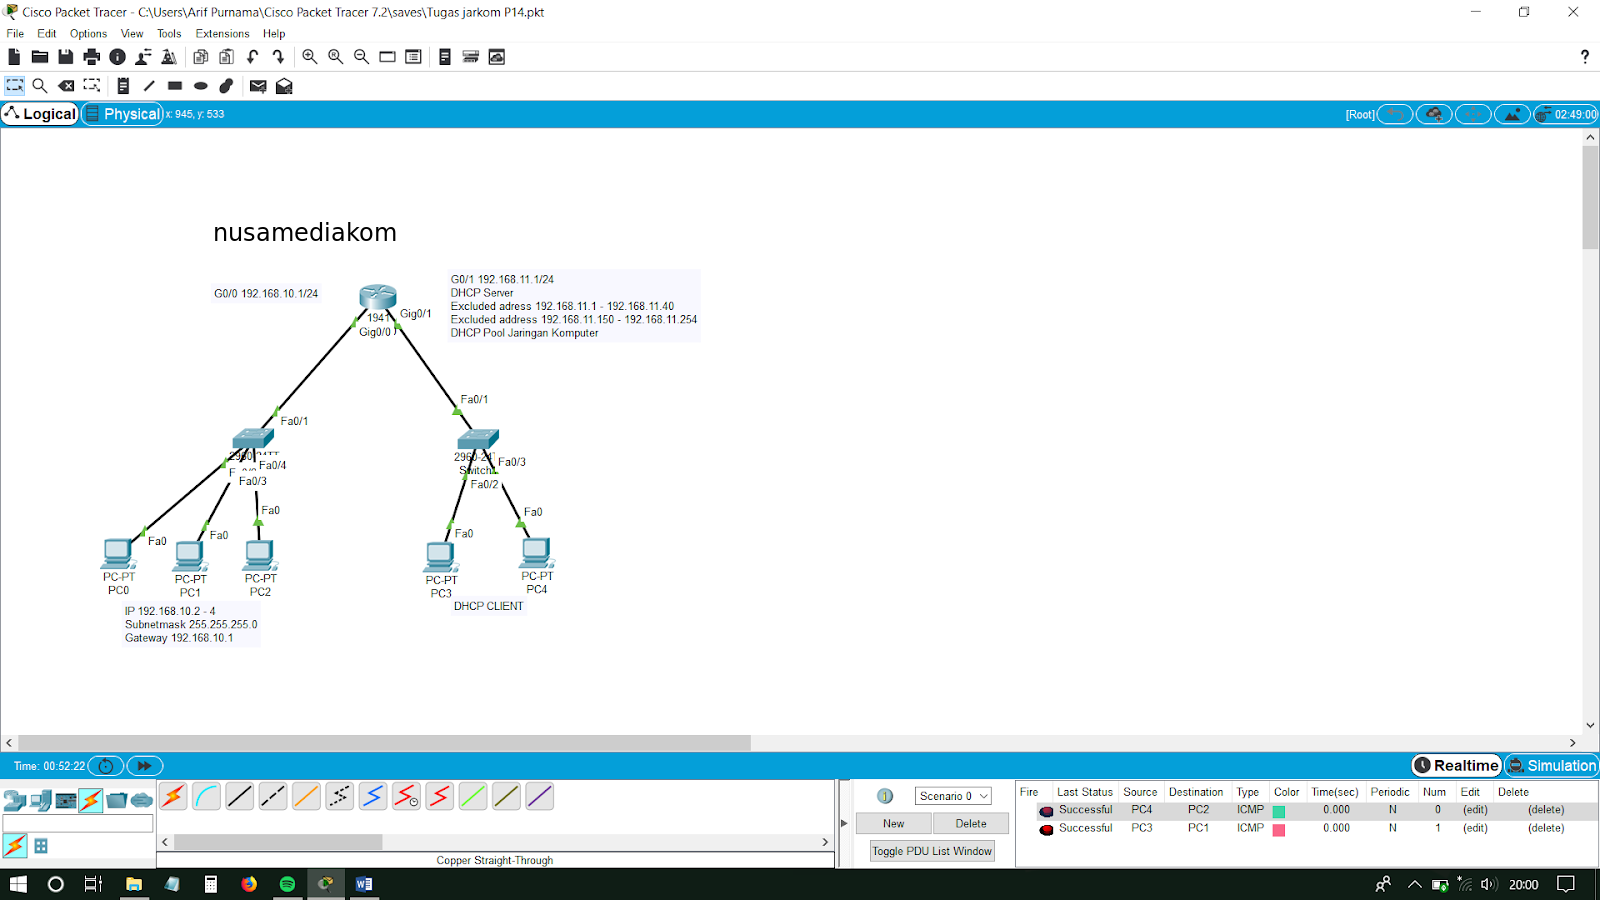 Cisco Packet Tracer - C:\Users\Arif Purnama\Cisco Packet Tracer 7.2\saves\Tugas jarkom P14.pkt
File Edit Options View Tools Extensions Help
?
Logical Physical x: 945, y: 533 [Root] 02:49:00
nusamediakom
G0/0 192.168.10.1/24
G0/1 192.168.11.1/24
DHCP Server
Excluded adress 192.168.11.1 - 192.168.11.40
Excluded address 192.168.11.150 - 192.168.11.254
DHCP Pool Jaringan Komputer
1941
Gig0/0
Gig0/1
Fa0/1
Fa0/1
Fa0/4
Fa0/3
Fa0/3
Switch
Fa0/2
Fa0
Fa0
Fa0
Fa0
Fa0
PC-PT
PC0
PC-PT
PC1
PC-PT
PC2
PC-PT
PC3
PC-PT
PC4
IP 192.168.10.2 - 4
Subnetmask 255.255.255.0
Gateway 192.168.10.1
DHCP CLIENT
Time: 00:52:22 Realtime Simulation
Scenario 0
New Delete
Toggle PDU List Window
Copper Straight-Through
Fire Last Status Source Destination Type Color Time(sec) Periodic Num Edit Delete
Successful PC4 PC2 ICMP 0.000 N 0 (edit) (delete)
Successful PC3 PC1 ICMP 0.000 N 1 (edit) (delete)
20:00